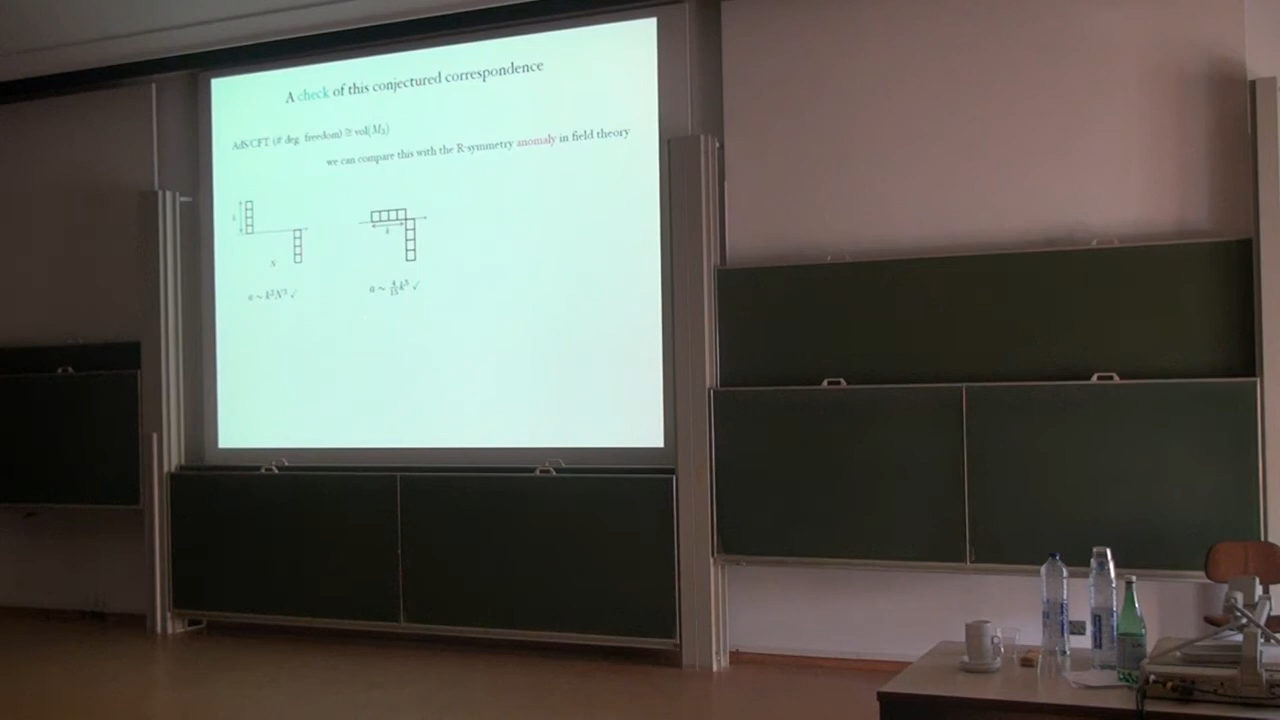 A check of this conjectured correspondence
AdS/CFT (# deg. freedom) ≅ vol(M₃)
we can compare this with the R-symmetry anomaly in field theory
k
k
N
a ~ k²N³ ✓
a ~ 4/15 k⁵ ✓